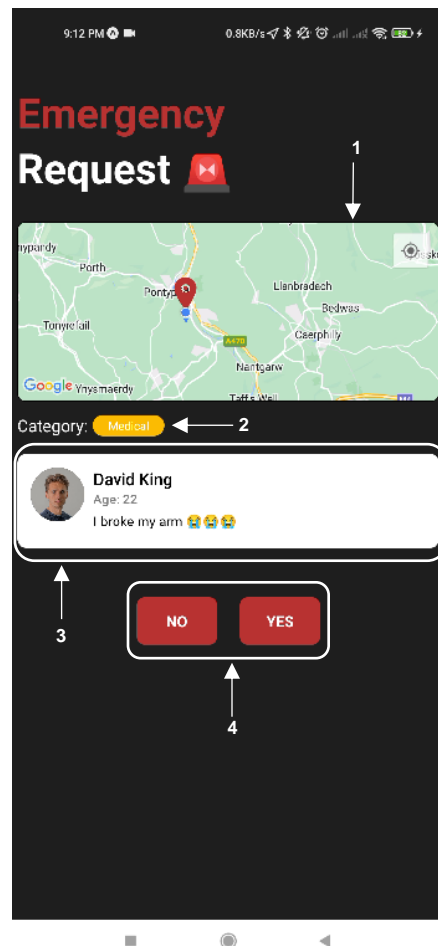 9:12 PM 0.8KB/s
Emergency
Request
1
Porth
Pontyp
Llanbradach
Bedwas
Tonyrefail
A470
Caerphilly
Nantgarw
Google Ynysmaerdy
Taffs Well
Category: Medical 2
David King
Age: 22
I broke my arm 😭😭😭
NO YES
3
4